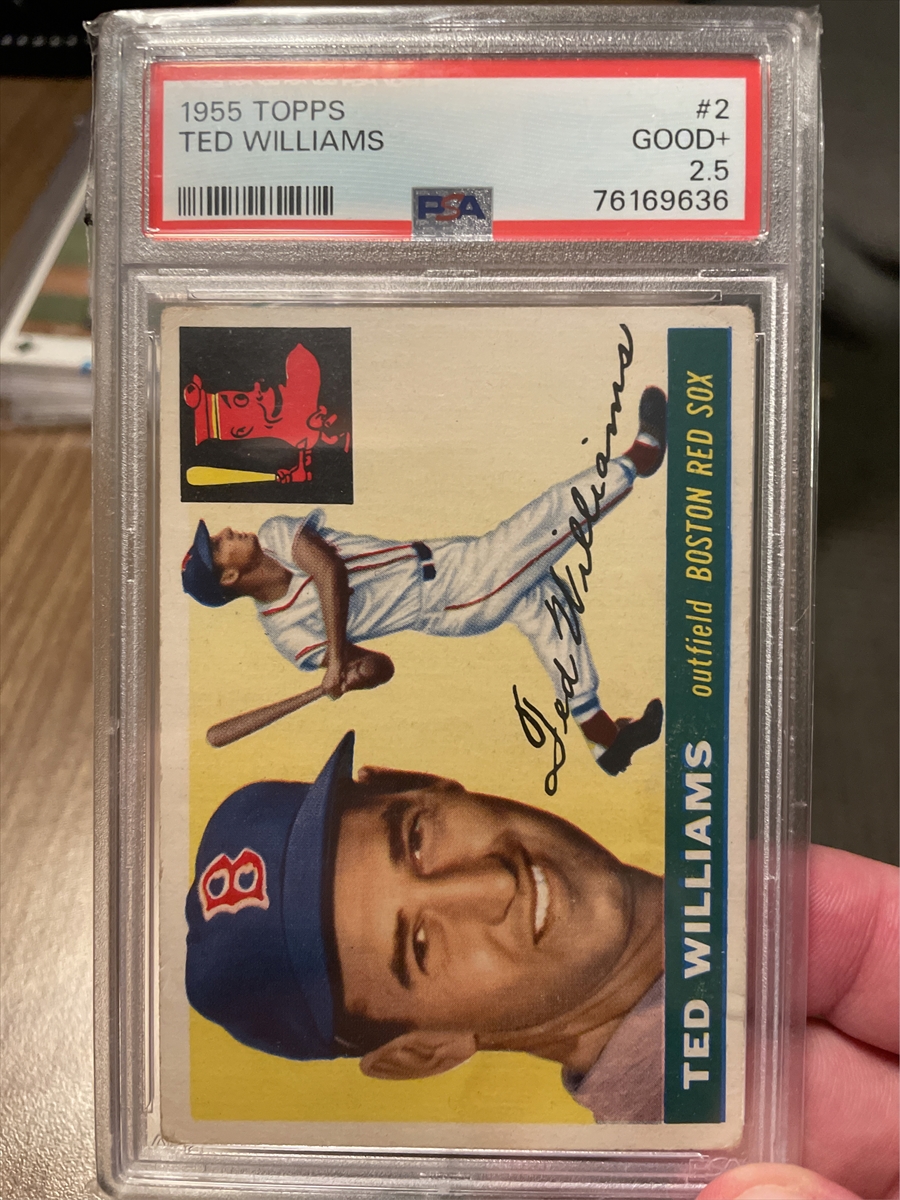 1955 TOPPS #2
TED WILLIAMS GOOD+
2.5
PSA 76169636
Ted Williams
TED WILLIAMS outfield BOSTON RED SOX
B